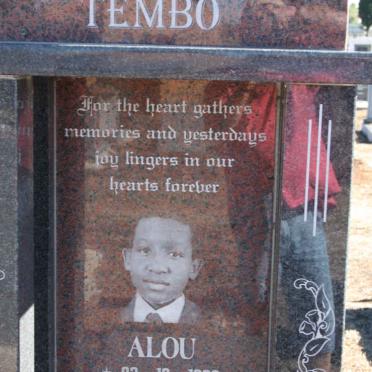 TEMBO
For the heart gathers
memories and yesterdays
joy lingers in our
hearts forever
ALOU